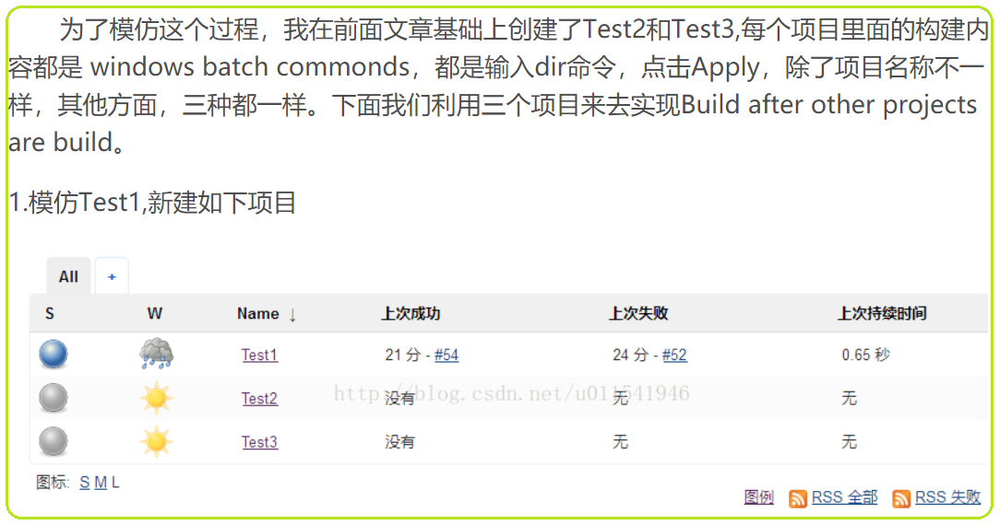 为了模仿这个过程，我在前面文章基础上创建了Test2和Test3,每个项目里面的构建内
容都是 windows batch commonds，都是输入dir命令，点击Apply，除了项目名称不一
样，其他方面，三种都一样。下面我们利用三个项目来去实现Build after other projects
are build。
1.模仿Test1,新建如下项目
All +
S W Name ↓ 上次成功 上次失败 上次持续时间
Test1 21 分 - #54 24 分 - #52 0.65 秒
http://blog.csdn.net/u011541946
Test2 没有 无 无
Test3 没有 无 无
图标: S M L
图例 RSS 全部 RSS 失败